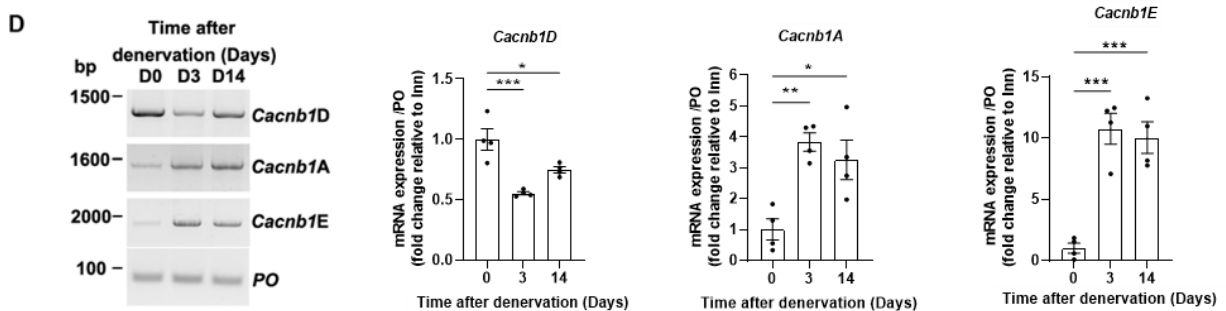 D
Time after
denervation (Days)
bp D0 D3 D14
1500
Cacnb1D
1600
Cacnb1A
2000
Cacnb1E
100
PO
Cacnb1D
mRNA expression /PO
(fold change relative to Inn)
1.5
1.0
0.5
0.0
*
***
0 3 14
Time after denervation (Days)
Cacnb1A
mRNA expression /PO
(fold change relative to Inn)
6
5
4
3
2
1
0
*
**
0 3 14
Time after denervation (Days)
Cacnb1E
mRNA expression /PO
(fold change relative to Inn)
15
10
5
0
***
***
0 3 14
Time after denervation (Days)